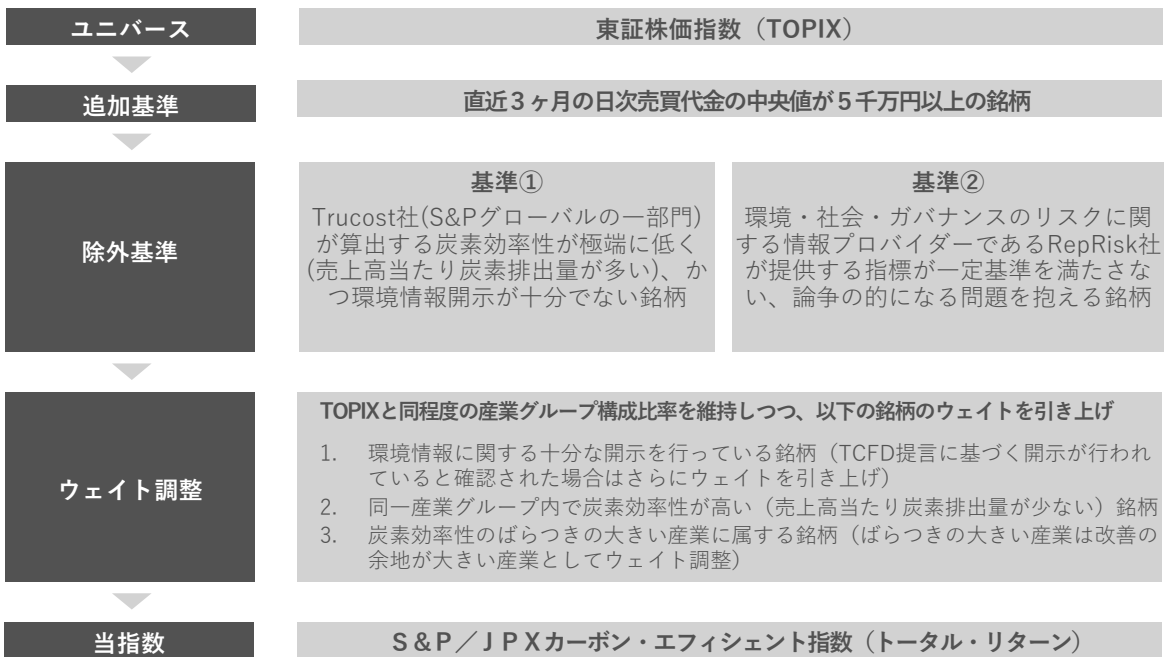 ユニバース
東証株価指数（TOPIX）
追加基準
直近３ヶ月の日次売買代金の中央値が５千万円以上の銘柄
除外基準
基準①
Trucost社(S&Pグローバルの一部門)
が算出する炭素効率性が極端に低く
(売上高当たり炭素排出量が多い)、か
つ環境情報開示が十分でない銘柄
基準②
環境・社会・ガバナンスのリスクに関
する情報プロバイダーであるRepRisk社
が提供する指標が一定基準を満たさな
い、論争の的になる問題を抱える銘柄
ウェイト調整
TOPIXと同程度の産業グループ構成比率を維持しつつ、以下の銘柄のウェイトを引き上げ
1. 環境情報に関する十分な開示を行っている銘柄（TCFD提言に基づく開示が行われ
ていると確認された場合はさらにウェイトを引き上げ）
2. 同一産業グループ内で炭素効率性が高い（売上高当たり炭素排出量が少ない）銘柄
3. 炭素効率性のばらつきの大きい産業に属する銘柄（ばらつきの大きい産業は改善の
余地が大きい産業としてウェイト調整）
当指数
Ｓ＆Ｐ／ＪＰＸカーボン・エフィシェント指数（トータル・リターン）